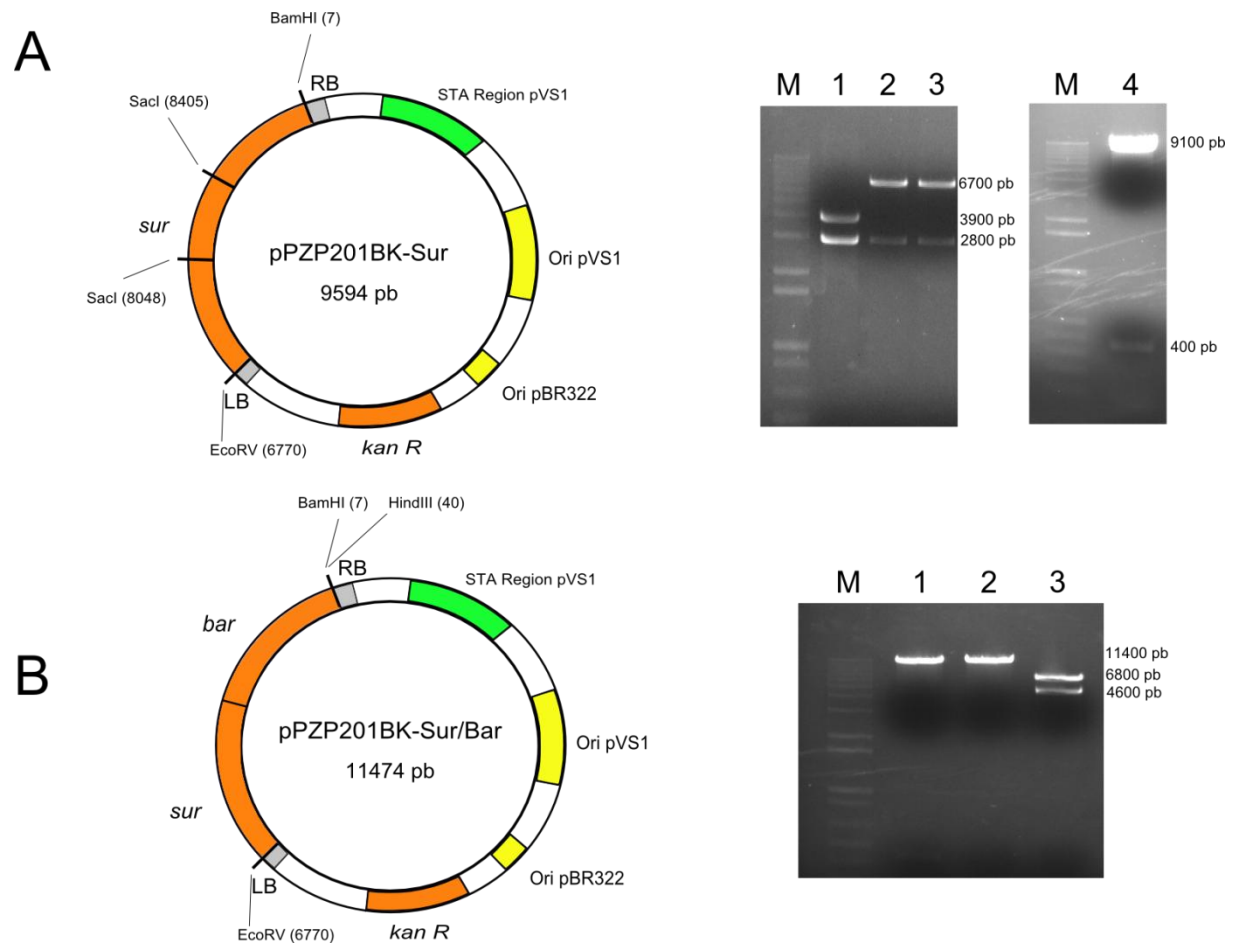 A
BamHI (7)
RB
STA Region pVS1
SacI (8405)
sur
pPZP201BK-Sur
9594 pb
Ori pVS1
SacI (8048)
Ori pBR322
LB
EcoRV (6770)
kan R
M 1 2 3
6700 pb
3900 pb
2800 pb
M 4
9100 pb
400 pb
B
BamHI (7) HindIII (40)
RB
STA Region pVS1
bar
pPZP201BK-Sur/Bar
11474 pb
Ori pVS1
sur
Ori pBR322
LB
EcoRV (6770)
kan R
M 1 2 3
11400 pb
6800 pb
4600 pb